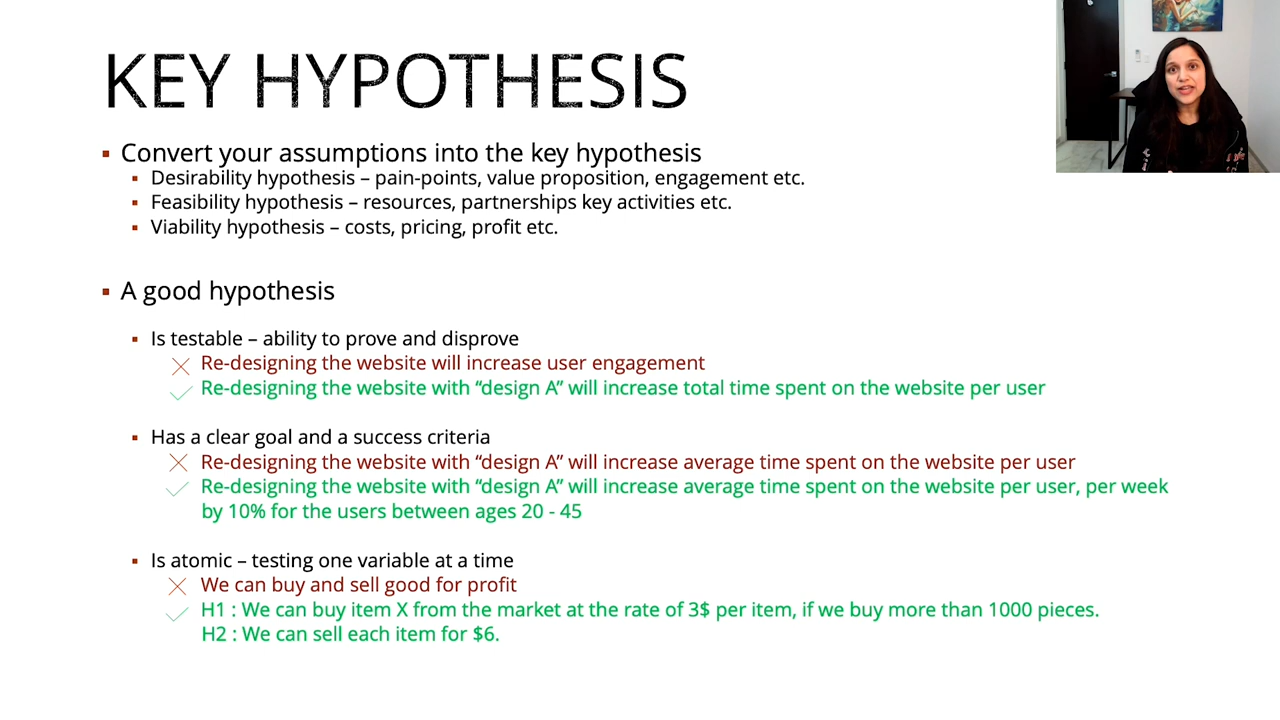 KEY HYPOTHESIS
Convert your assumptions into the key hypothesis
Desirability hypothesis – pain-points, value proposition, engagement etc.
Feasibility hypothesis – resources, partnerships key activities etc.
Viability hypothesis – costs, pricing, profit etc.
A good hypothesis
Is testable – ability to prove and disprove
Re-designing the website will increase user engagement
Re-designing the website with “design A” will increase total time spent on the website per user
Has a clear goal and a success criteria
Re-designing the website with “design A” will increase average time spent on the website per user
Re-designing the website with “design A” will increase average time spent on the website per user, per week
by 10% for the users between ages 20 - 45
Is atomic – testing one variable at a time
We can buy and sell good for profit
H1 : We can buy item X from the market at the rate of 3$ per item, if we buy more than 1000 pieces.
H2 : We can sell each item for $6.